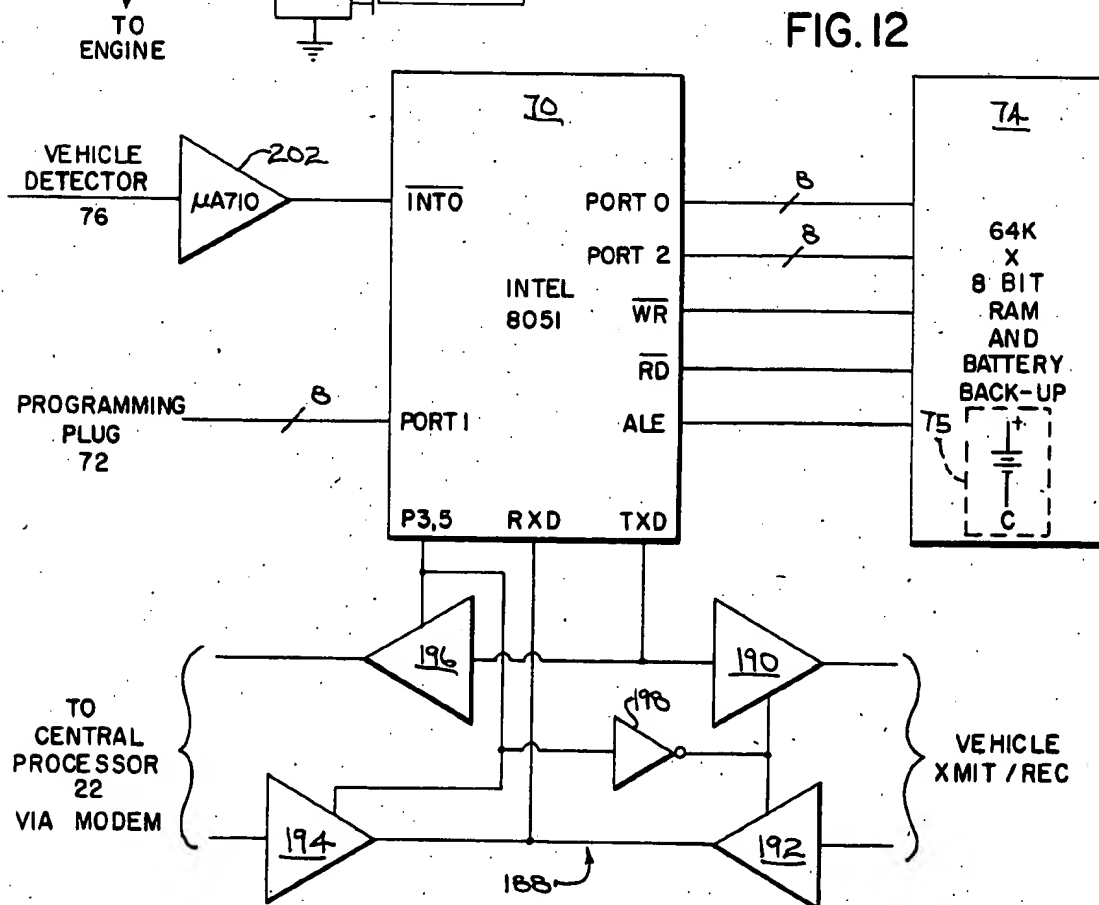 TO
ENGINE
FIG. 12
70
74
VEHICLE
DETECTOR
76
202
µA710
INT0
PORT 0
8
PORT 2
8
INTEL
8051
WR
RD
ALE
64K
X
8 BIT
RAM
AND
BATTERY
BACK-UP
75
+
C
PROGRAMMING
PLUG
72
8
PORT 1
P3,5
RXD
TXD
196
190
198
TO
CENTRAL
PROCESSOR
22
VIA MODEM
VEHICLE
XMIT / REC
194
192
188